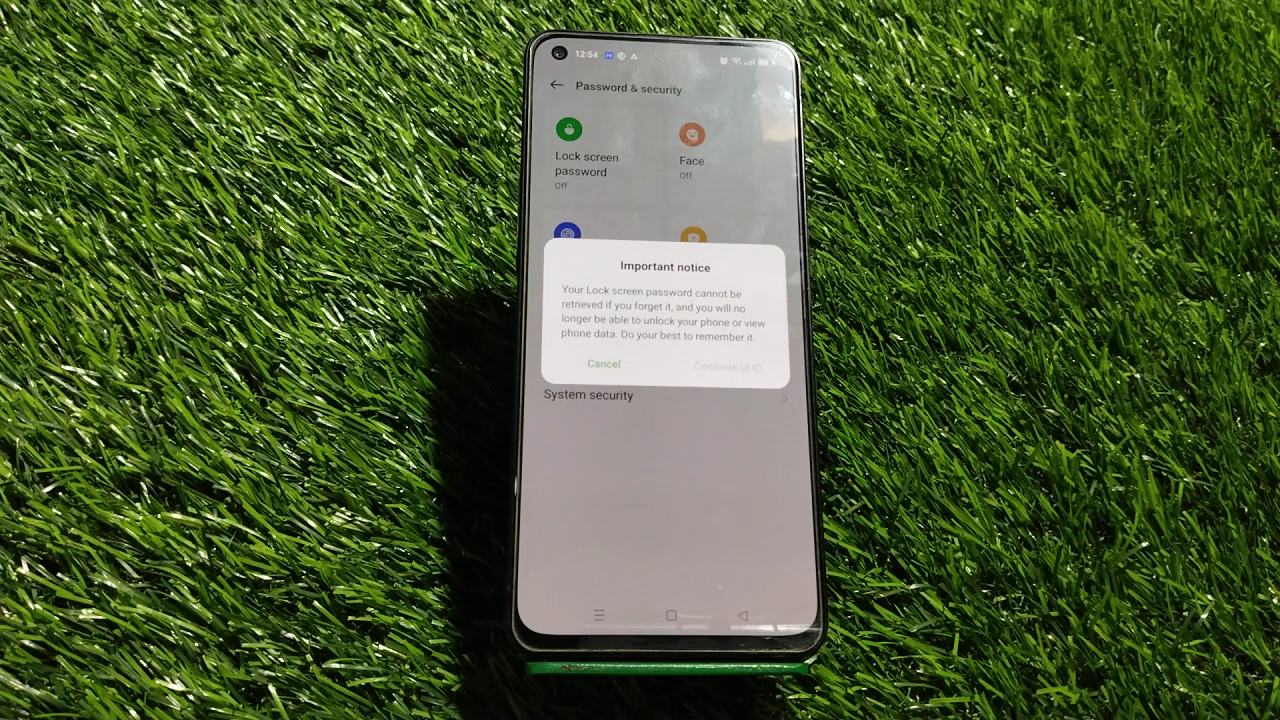 12:54
Password & security
Lock screen
password
Off
Face
Off
Important notice
Your Lock screen password cannot be
retrieved if you forget it, and you will no
longer be able to unlock your phone or view
phone data. Do your best to remember it.
Cancel
Continue (3 s)
System security